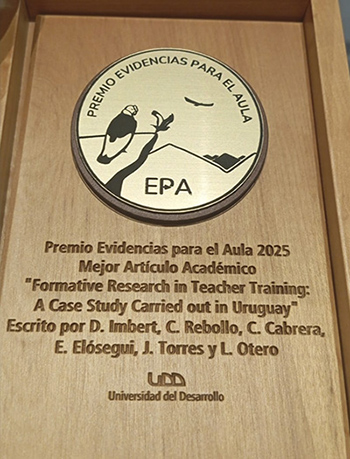 PREMIO EVIDENCIAS PARA EL AULA
EPA
Premio Evidencias para el Aula 2025
Mejor Artículo Académico
"Formative Research in Teacher Training:
A Case Study Carried out in Uruguay"
Escrito por D. Imbert, C. Rebollo, C. Cabrera,
E. Elósegui, J. Torres y L. Otero
UDD
Universidad del Desarrollo